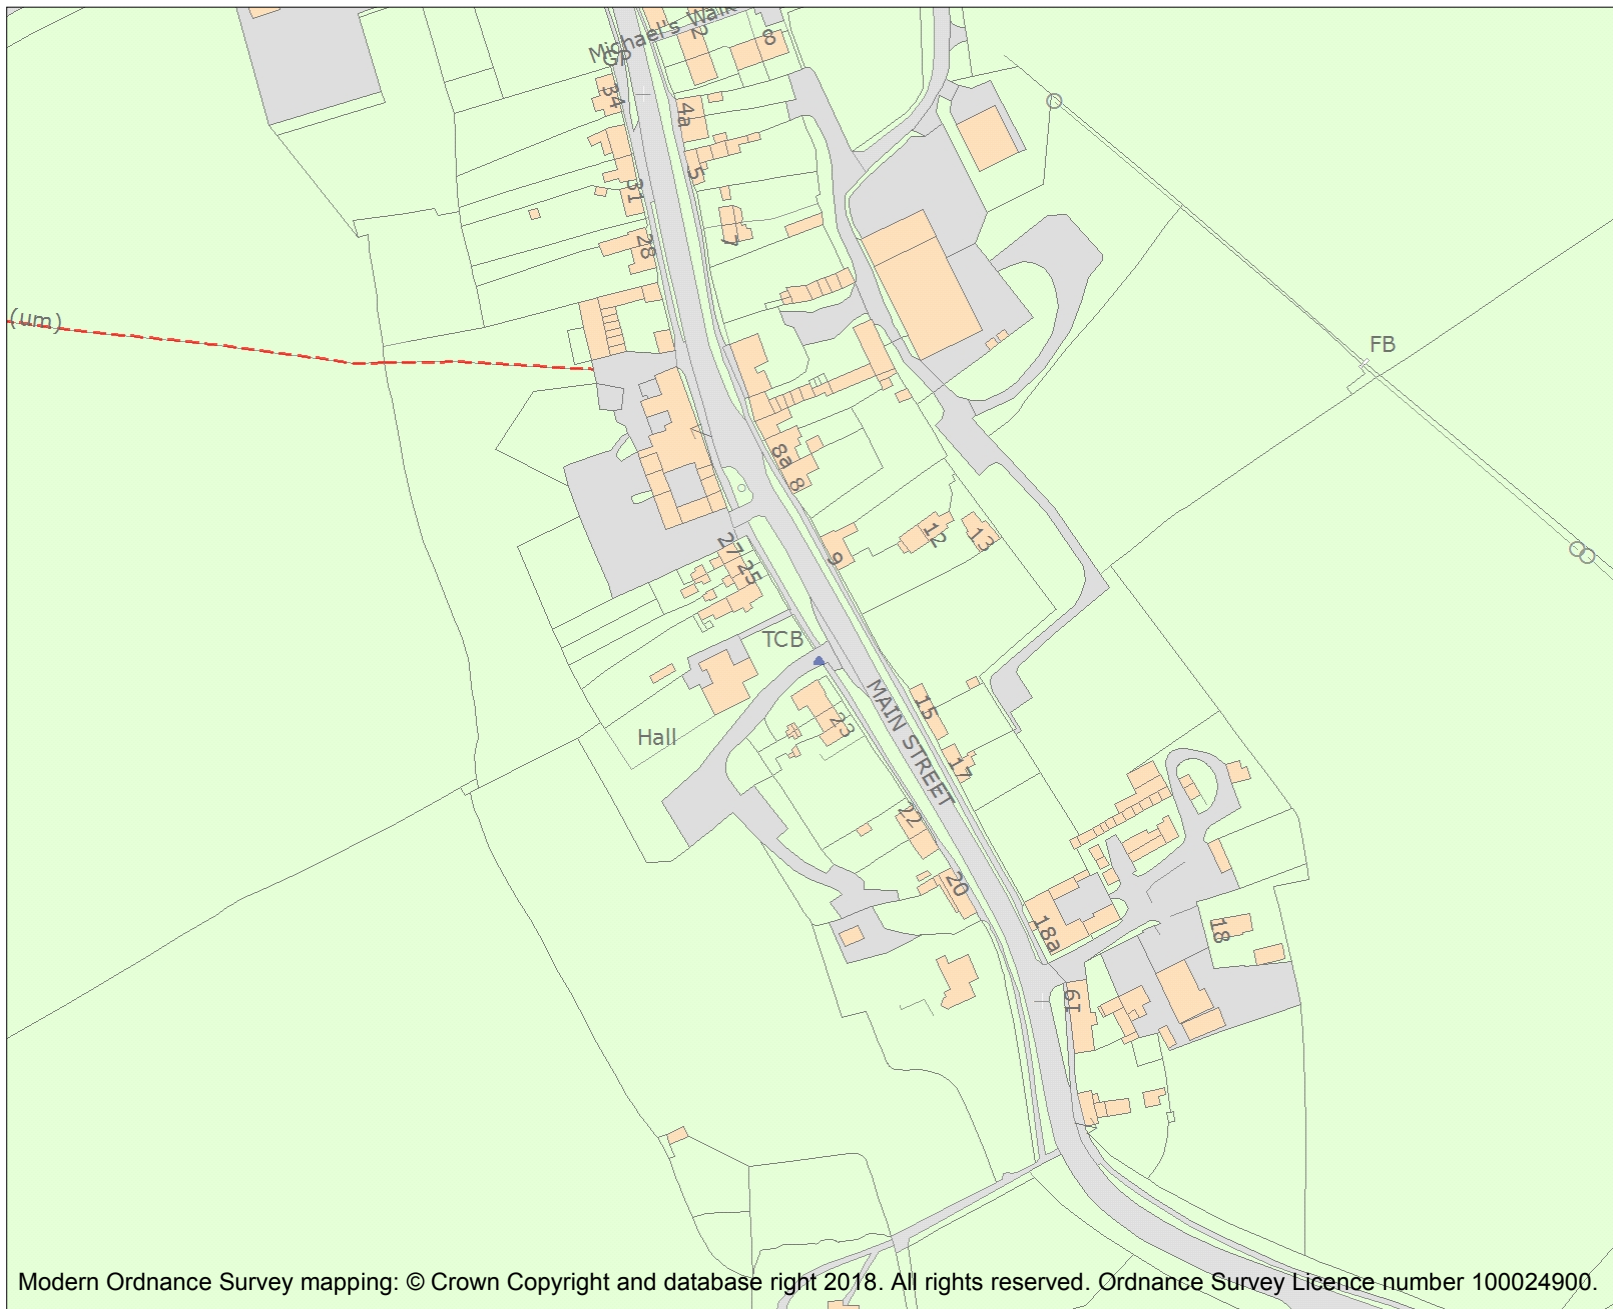 Michael's Walk
2
8
GP
34
4a
5
31
7
28
(um)
FB
8a
8
27
25
9
12
13
TCB
Hall
23
MAIN STREET
15
17
22
20
18a
18
19
Modern Ordnance Survey mapping: © Crown Copyright and database right 2018. All rights reserved. Ordnance Survey Licence number 100024900.